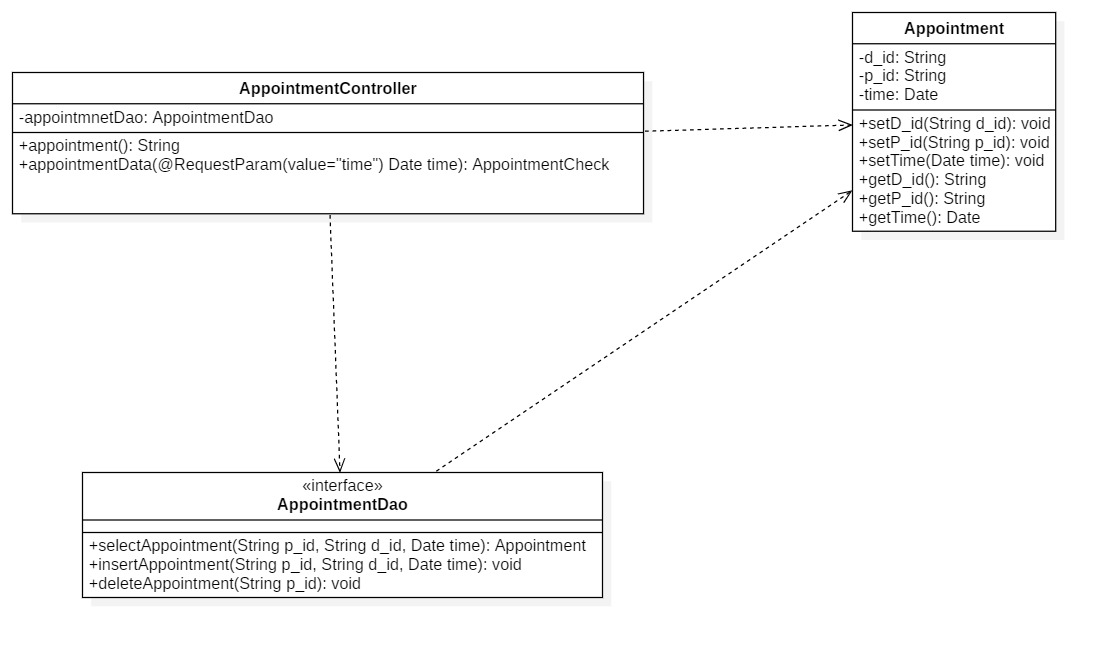 AppointmentController
-appointmnetDao: AppointmentDao
+appointment(): String
+appointmentData(@RequestParam(value="time") Date time): AppointmentCheck
Appointment
-d_id: String
-p_id: String
-time: Date
+setD_id(String d_id): void
+setP_id(String p_id): void
+setTime(Date time): void
+getD_id(): String
+getP_id(): String
+getTime(): Date
«interface»
AppointmentDao
+selectAppointment(String p_id, String d_id, Date time): Appointment
+insertAppointment(String p_id, String d_id, Date time): void
+deleteAppointment(String p_id): void